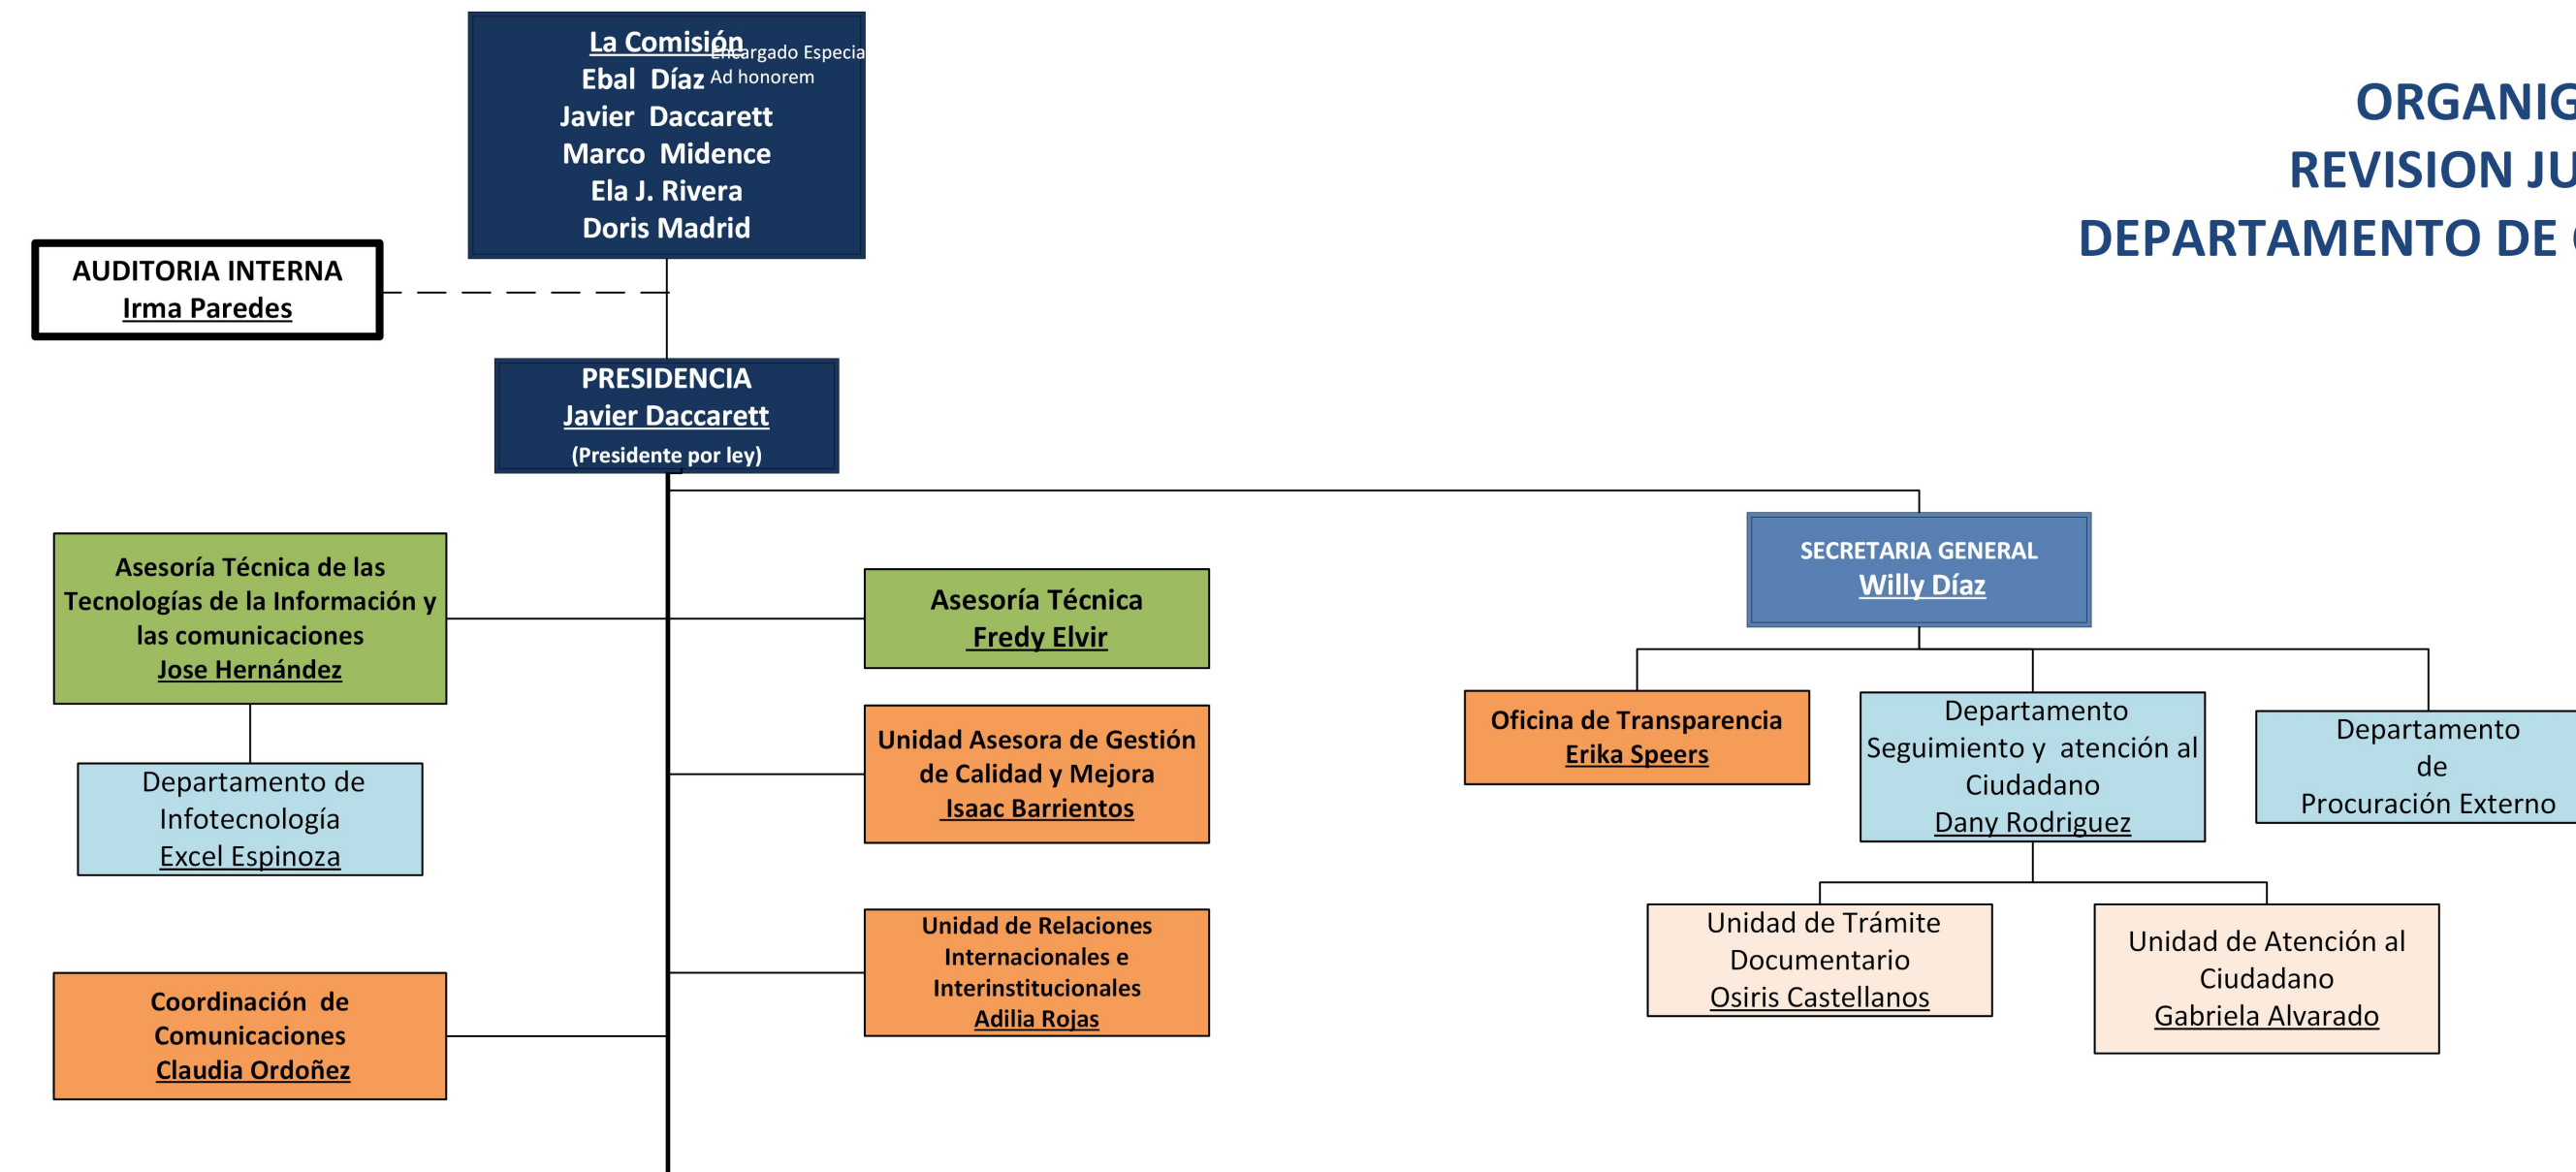 La Comisión
Encargado Especia
Ebal Díaz
Ad honorem
Javier Daccarett
Marco Midence
Ela J. Rivera
Doris Madrid
ORGANIG
REVISION JU
DEPARTAMENTO DE
AUDITORIA INTERNA
Irma Paredes
PRESIDENCIA
Javier Daccarett
(Presidente por ley)
SECRETARIA GENERAL
Willy Díaz
Asesoría Técnica de las
Tecnologías de la Información y
las comunicaciones
Jose Hernández
Asesoría Técnica
Fredy Elvir
Departamento de
Infotecnología
Excel Espinoza
Unidad Asesora de Gestión
de Calidad y Mejora
Isaac Barrientos
Oficina de Transparencia
Erika Speers
Departamento
Seguimiento y atención al
Ciudadano
Dany Rodriguez
Departamento
de
Procuración Externo
Unidad de Relaciones
Internacionales e
Interinstitucionales
Adilia Rojas
Unidad de Trámite
Documentario
Osiris Castellanos
Unidad de Atención al
Ciudadano
Gabriela Alvarado
Coordinación de
Comunicaciones
Claudia Ordoñez